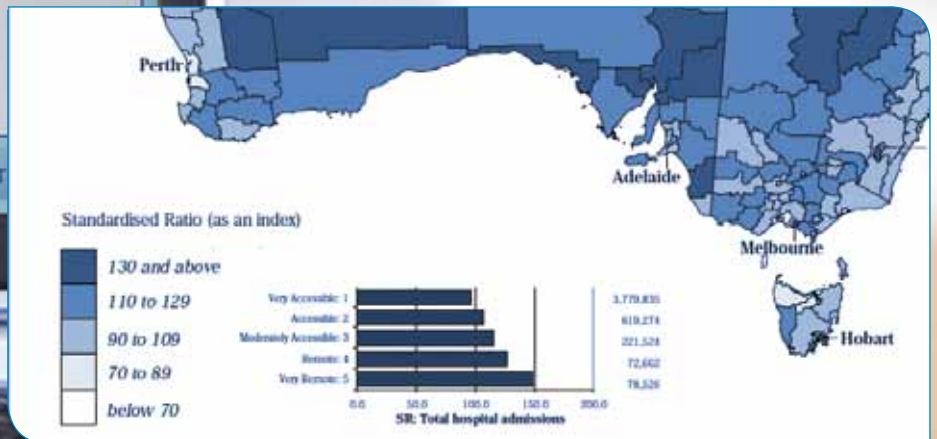 Perth
Adelaide
Melbourne
Hobart
Standardised Ratio (as an index)
130 and above
110 to 129
90 to 109
70 to 89
below 70
Very Accessible: 1 3,779,835
Accessible: 2 619,274
Moderately Accessible: 3 221,524
Remote: 4 72,662
Very Remote: 5 78,526
0.0 50.0 100.0 150.0 200.0
SR: Total hospital admissions